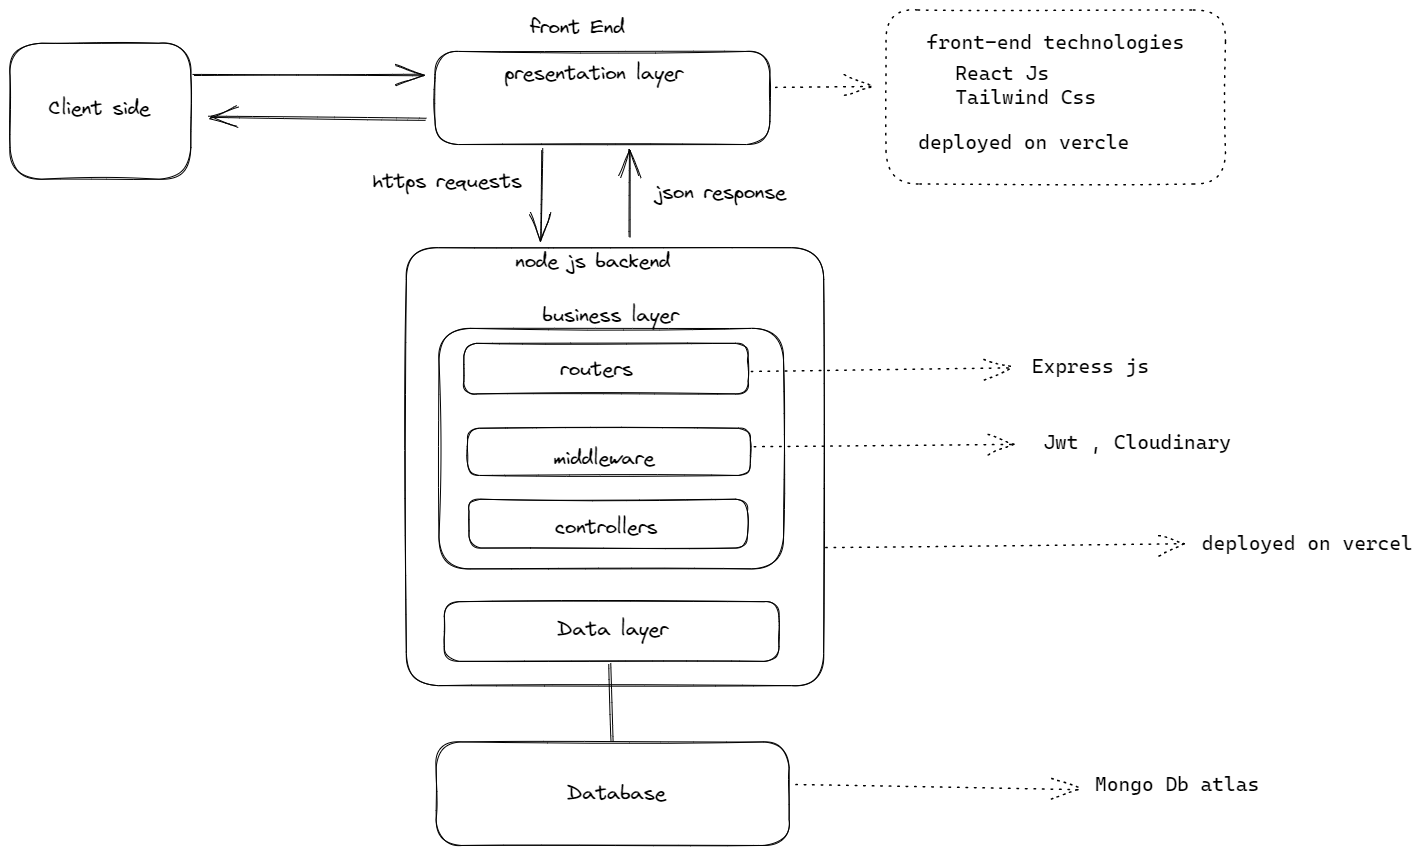 front End
front-end technologies
presentation layer
React Js
Client side
Tailwind Css
deployed on vercle
https requests
json response
node js backend
business layer
routers
Express js
middleware
Jwt , Cloudinary
controllers
deployed on vercel
Data layer
Database
Mongo Db atlas